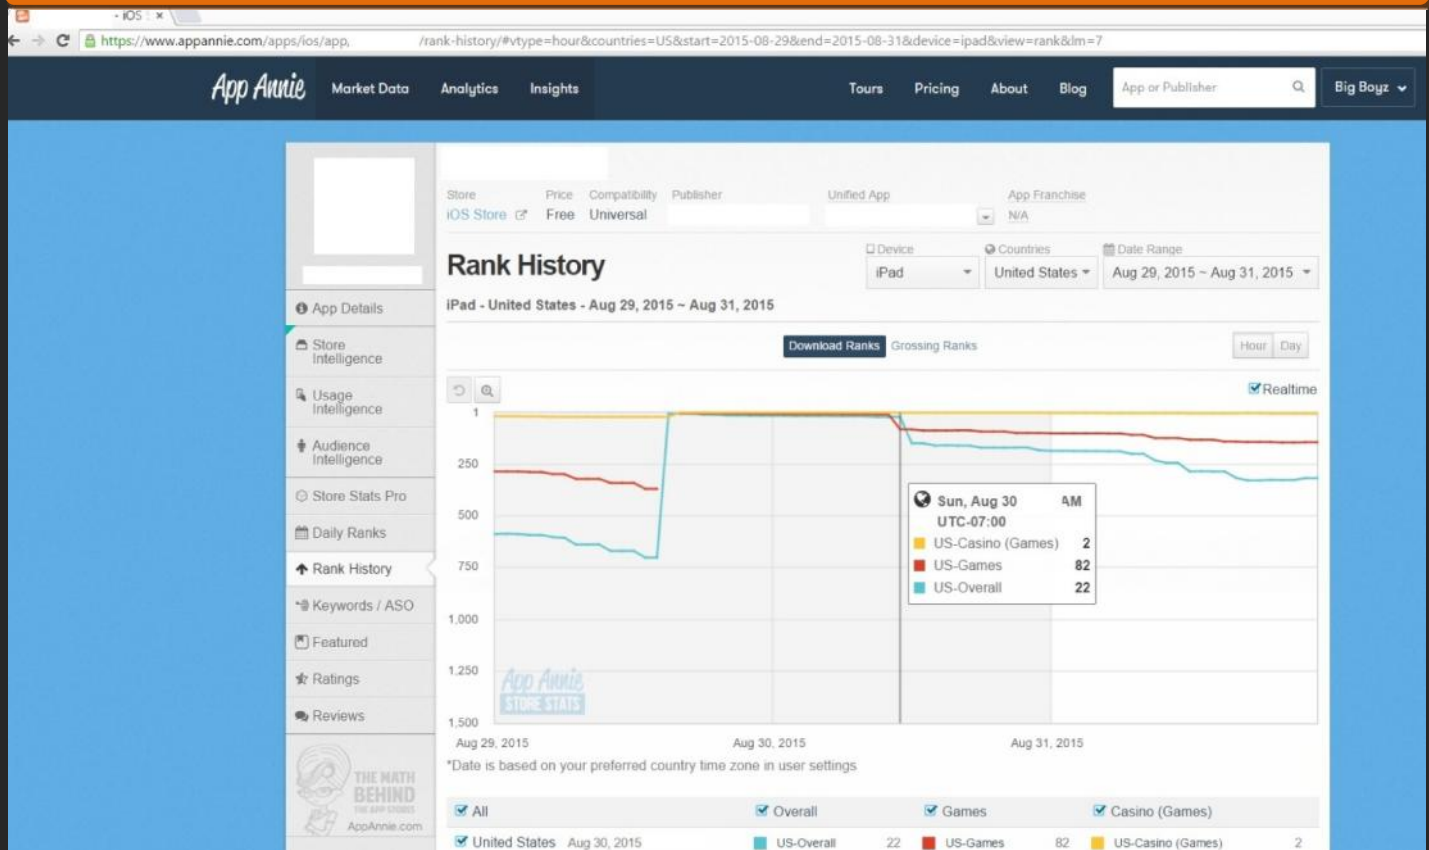 - iOS :
https://www.appannie.com/apps/ios/app, /rank-history/#vtype=hour&countries=US&start=2015-08-29&end=2015-08-31&device=ipad&view=rank&lm=7
App Annie Market Data Analytics Insights Tours Pricing About Blog App or Publisher Big Boyz
Store Price Compatibility Publisher Unified App App Franchise
iOS Store Free Universal N/A
Device Countries Date Range
Rank History iPad United States Aug 29, 2015 ~ Aug 31, 2015
iPad - United States - Aug 29, 2015 ~ Aug 31, 2015
Download Ranks Grossing Ranks Hour Day
Realtime
App Details
Store
Intelligence
Usage
Intelligence
Audience
Intelligence
Store Stats Pro
Daily Ranks
Rank History
Keywords / ASO
Featured
Ratings
Reviews
THE MATH
BEHIND
THE APP STORES
AppAnnie.com
1
250
500
750
1,000
1,250
1,500
Sun, Aug 30 AM
UTC-07:00
US-Casino (Games) 2
US-Games 82
US-Overall 22
App Annie
STORE STATS
Aug 29, 2015 Aug 30, 2015 Aug 31, 2015
*Date is based on your preferred country time zone in user settings
All Overall Games Casino (Games)
United States Aug 30, 2015 US-Overall 22 US-Games 82 US-Casino (Games) 2